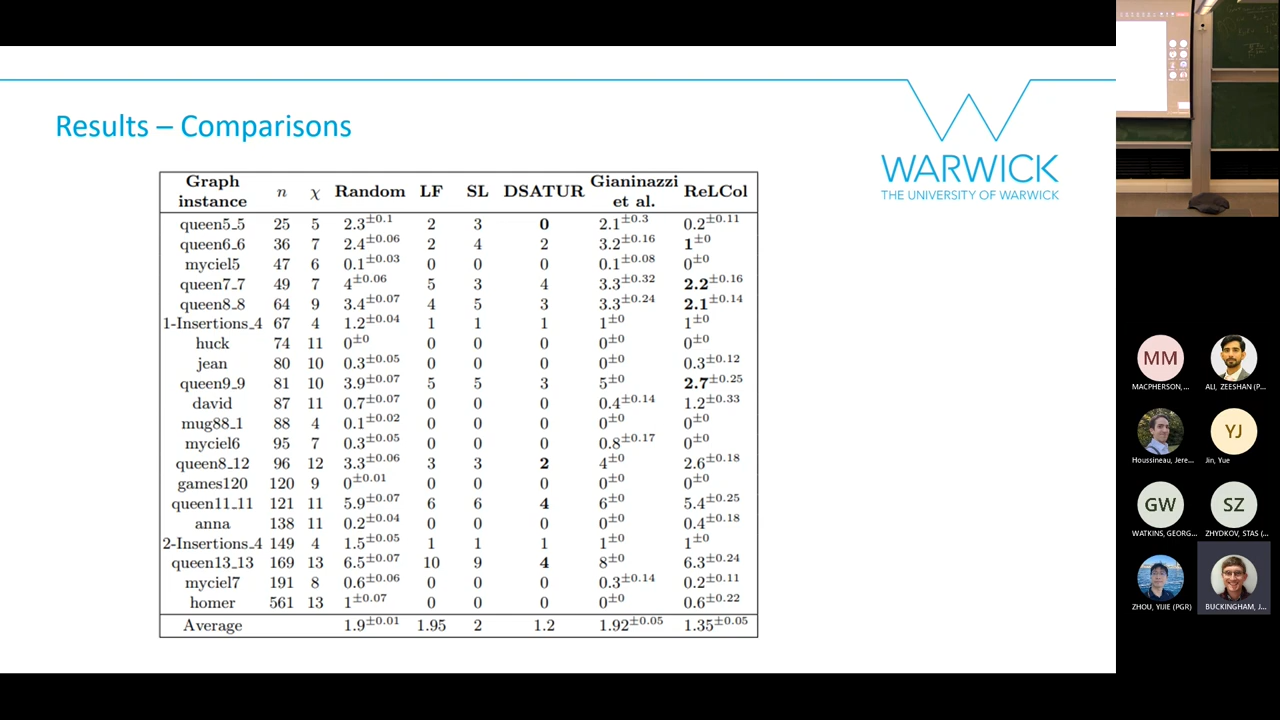 Results – Comparisons
WARWICK
THE UNIVERSITY OF WARWICK
Graph instance n χ Random LF SL DSATUR Gianinazzi et al. ReLCol
queen5_5 25 5 2.3±0.1 2 3 0 2.1±0.3 0.2±0.11
queen6_6 36 7 2.4±0.06 2 4 2 3.2±0.16 1±0
myciel5 47 6 0.1±0.03 0 0 0 0.1±0.08 0±0
queen7_7 49 7 4±0.06 5 3 4 3.3±0.32 2.2±0.16
queen8_8 64 9 3.4±0.07 4 5 3 3.3±0.24 2.1±0.14
1-Insertions_4 67 4 1.2±0.04 1 1 1 1±0 1±0
huck 74 11 0±0 0 0 0 0±0 0±0
jean 80 10 0.3±0.05 0 0 0 0±0 0.3±0.12
queen9_9 81 10 3.9±0.07 5 5 3 5±0 2.7±0.25
david 87 11 0.7±0.07 0 0 0 0.4±0.14 1.2±0.33
mug88_1 88 4 0.1±0.02 0 0 0 0±0 0±0
myciel6 95 7 0.3±0.05 0 0 0 0.8±0.17 0±0
queen8_12 96 12 3.3±0.06 3 3 2 4±0 2.6±0.18
games120 120 9 0±0.01 0 0 0 0±0 0±0
queen11_11 121 11 5.9±0.07 6 6 4 6±0 5.4±0.25
anna 138 11 0.2±0.04 0 0 0 0±0 0.4±0.18
2-Insertions_4 149 4 1.5±0.05 1 1 1 1±0 1±0
queen13_13 169 13 6.5±0.07 10 9 4 8±0 6.3±0.24
myciel7 191 8 0.6±0.06 0 0 0 0.3±0.14 0.2±0.11
homer 561 13 1±0.07 0 0 0 0±0 0.6±0.22
Average 1.9±0.01 1.95 2 1.2 1.92±0.05 1.35±0.05
MM
MACPHERSON,...
ALI, ZEESHAN (P...
Houssineau, Jere...
YJ
Jin, Yue
GW
WATKINS, GEORG...
SZ
ZHYDKOV, STAS (...
ZHOU, YIJIE (PGR)
BUCKINGHAM, J...